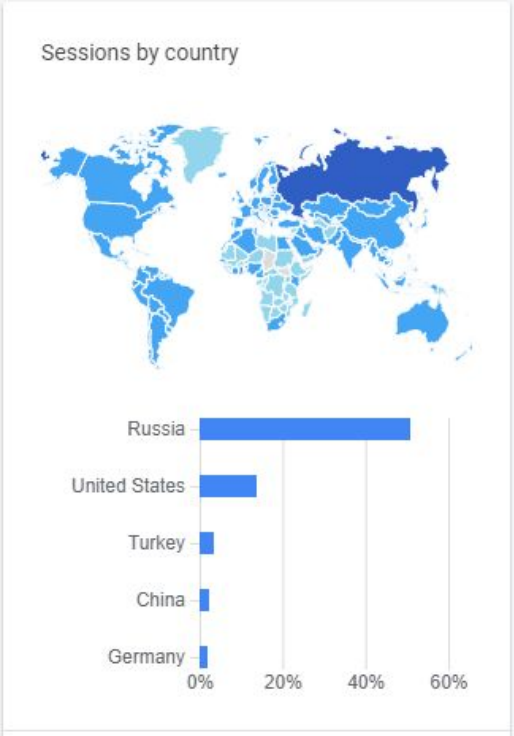 Sessions by country
Russia
United States
Turkey
China
Germany
0% 20% 40% 60%